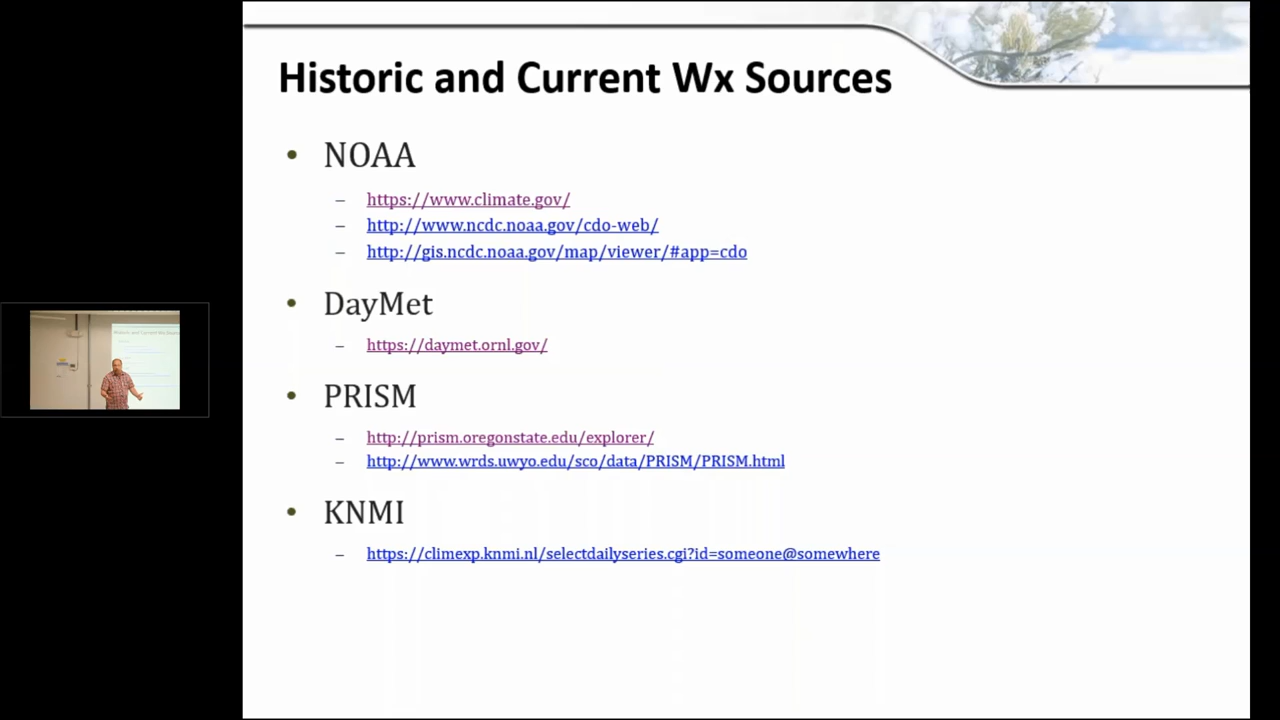 Historic and Current Wx Sources
• NOAA
– https://www.climate.gov/
– http://www.ncdc.noaa.gov/cdo-web/
– http://gis.ncdc.noaa.gov/map/viewer/#app=cdo
• DayMet
– https://daymet.ornl.gov/
• PRISM
– http://prism.oregonstate.edu/explorer/
– http://www.wrds.uwyo.edu/sco/data/PRISM/PRISM.html
• KNMI
– https://climexp.knmi.nl/selectdailyseries.cgi?id=someone@somewhere